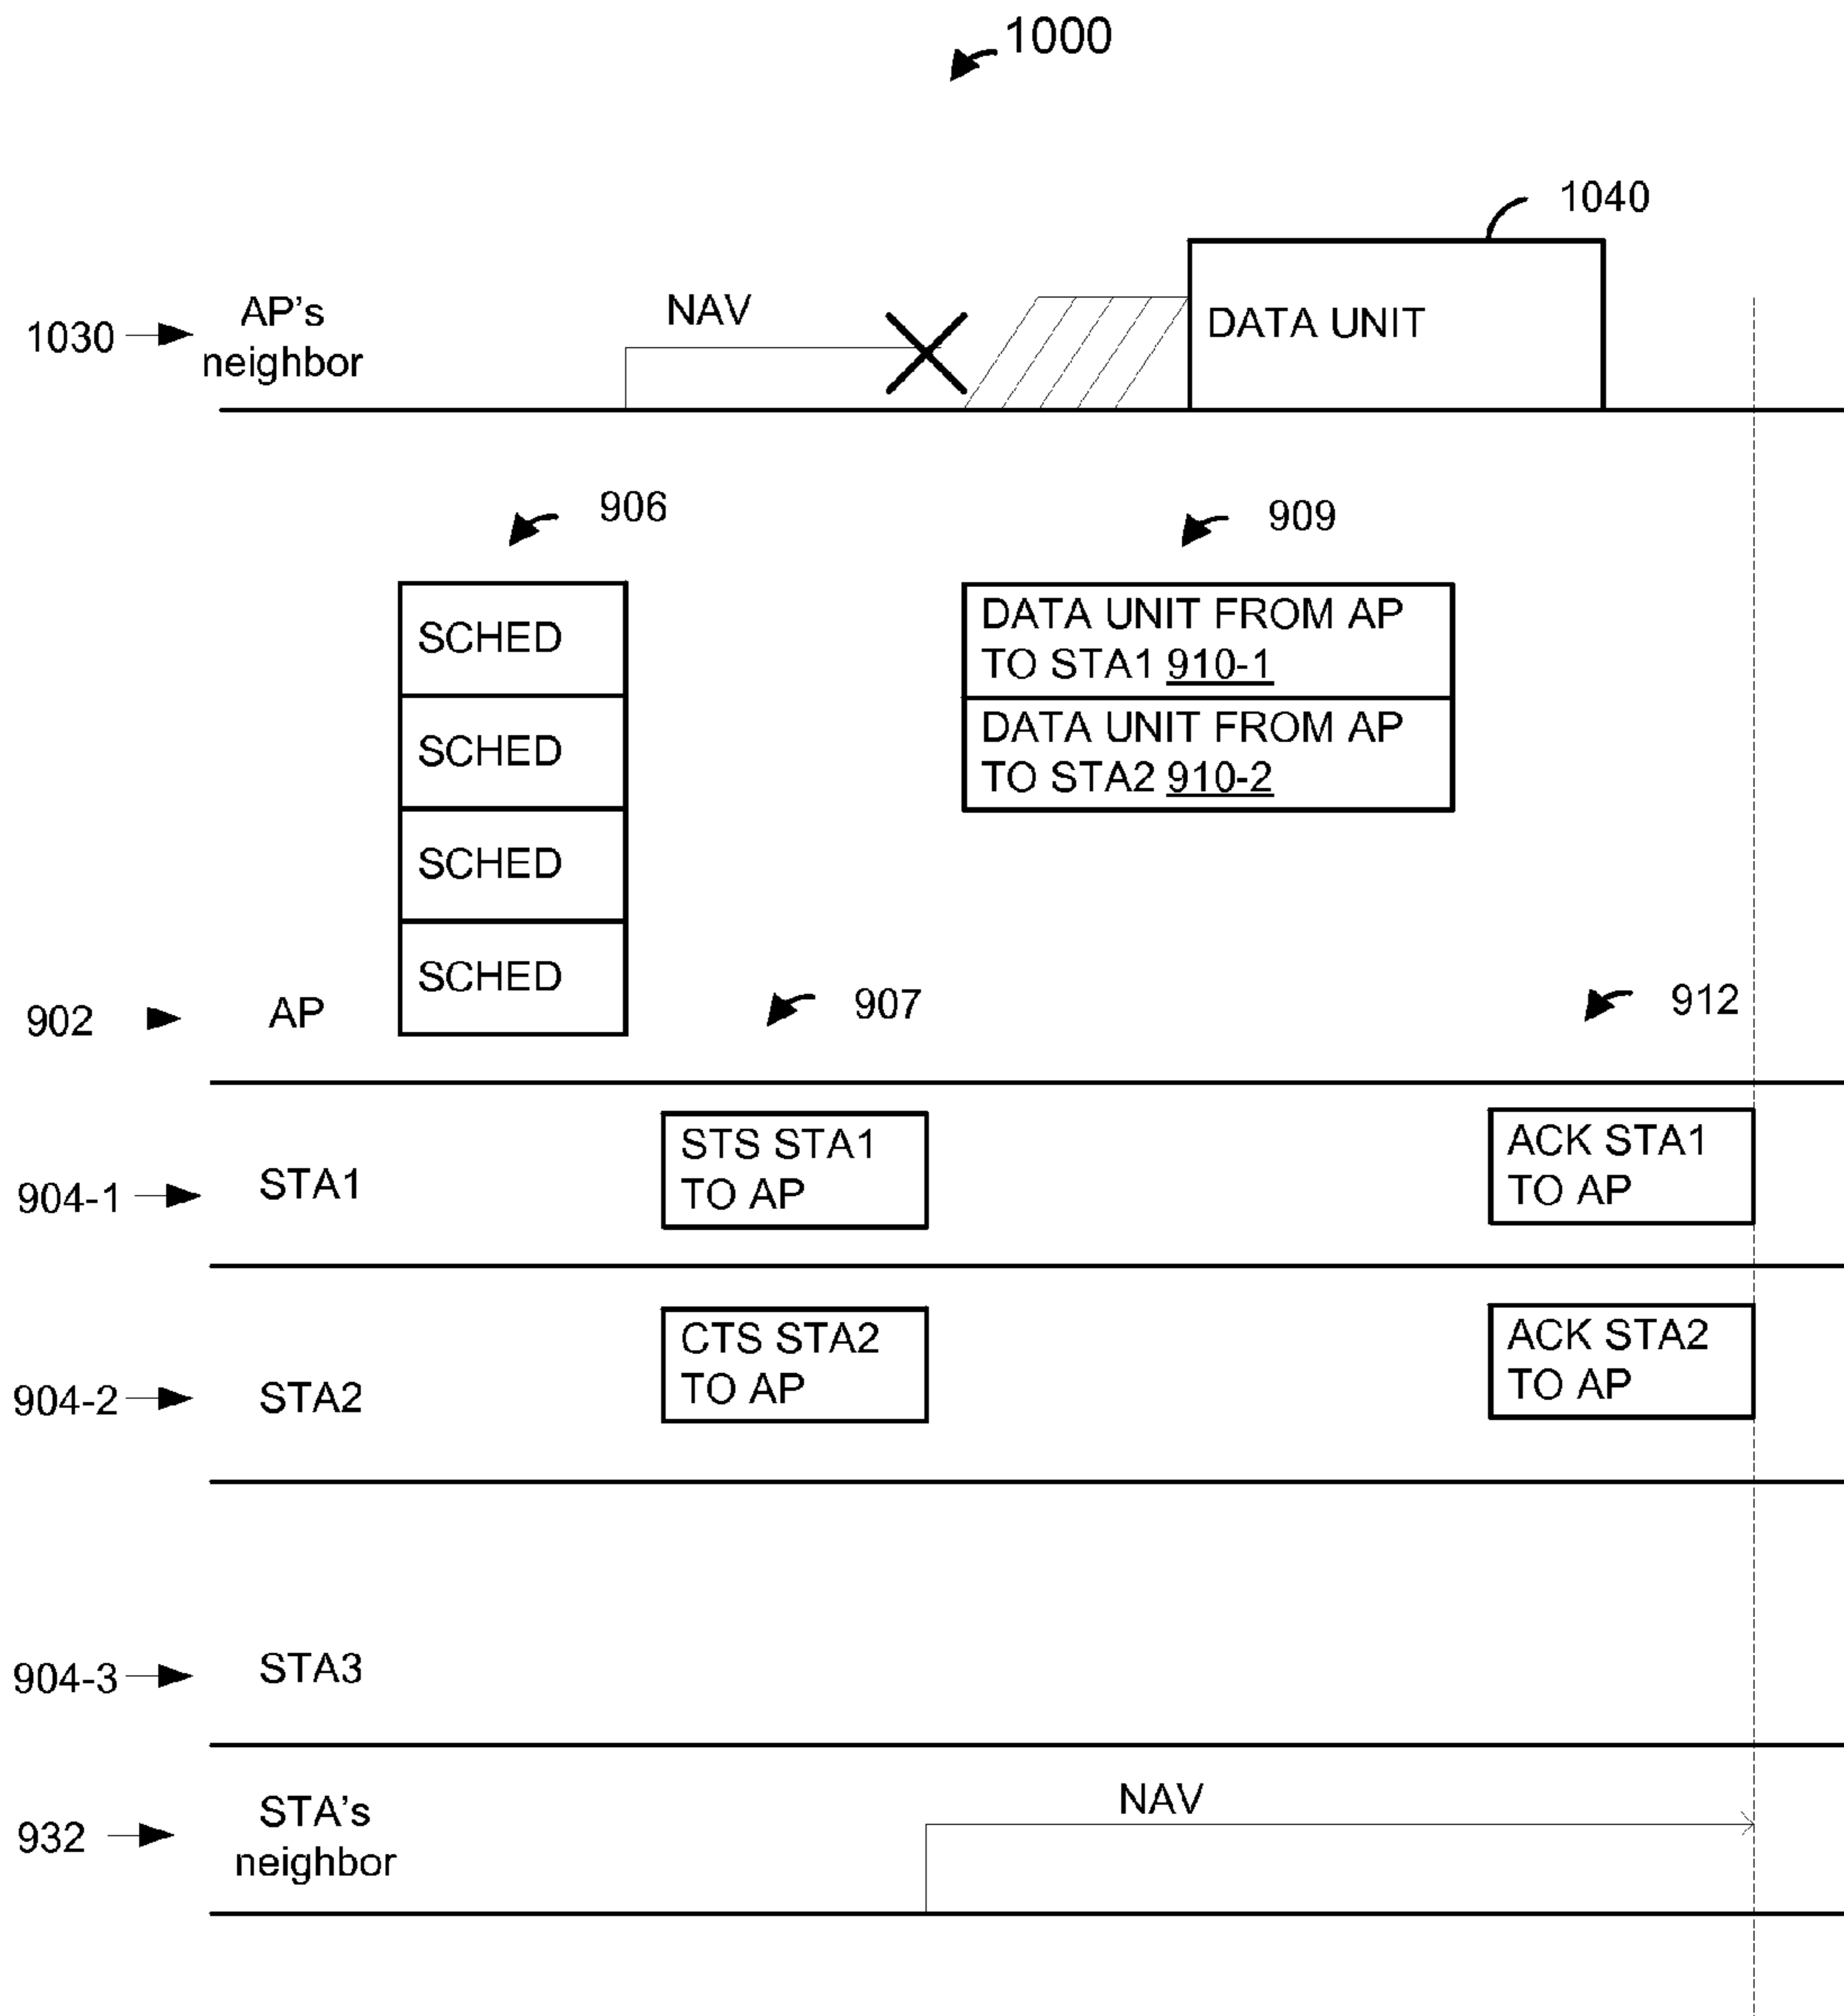 1000
1040
1030
AP's
neighbor
NAV
DATA UNIT
906
909
SCHED
SCHED
SCHED
SCHED
DATA UNIT FROM AP
TO STA1 910-1
DATA UNIT FROM AP
TO STA2 910-2
902
AP
907
912
904-1
STA1
STS STA1
TO AP
ACK STA1
TO AP
904-2
STA2
CTS STA2
TO AP
ACK STA2
TO AP
904-3
STA3
932
STA's
neighbor
NAV